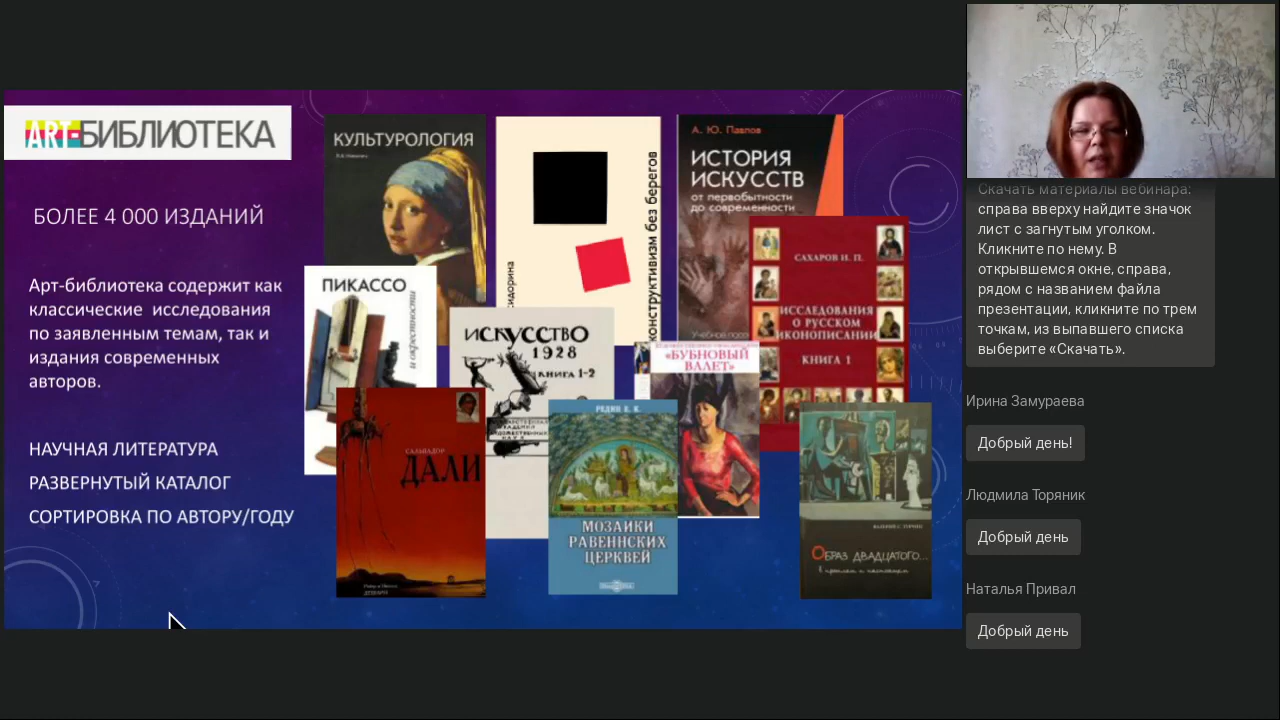 ART-БИБЛИОТЕКА
БОЛЕЕ 4 000 ИЗДАНИЙ
Арт-библиотека содержит как
классические исследования
по заявленным темам, так и
издания современных
авторов.
НАУЧНАЯ ЛИТЕРАТУРА
РАЗВЕРНУТЫЙ КАТАЛОГ
СОРТИРОВКА ПО АВТОРУ/ГОДУ
КУЛЬТУРОЛОГИЯ
конструктивизм без берегов
А. Ю. Павлов
ИСТОРИЯ
ИСКУССТВ
от первобытности
до современности
САХАРОВ И. П.
ИССЛЕДОВАНИЯ
О РУССКОМ
ИКОНОПИСАНИИ
КНИГА 1
ПИКАССО
и окрестности
ИСКУССТВО
1928
КНИГА 1-2
«БУБНОВЫЙ
ВАЛЕТ»
САЛЬВАДОР
ДАЛИ
РЕДИН Е. К.
МОЗАИКИ
РАВЕННСКИХ
ЦЕРКВЕЙ
ОБРАЗ ДВАДЦАТОГО...
Скачать материалы вебинара:
справа вверху найдите значок
лист с загнутым уголком.
Кликните по нему. В
открывшемся окне, справа,
рядом с названием файла
презентации, кликните по трем
точкам, из выпавшего списка
выберите «Скачать».
Ирина Замураева
Добрый день!
Людмила Торяник
Добрый день
Наталья Привал
Добрый день